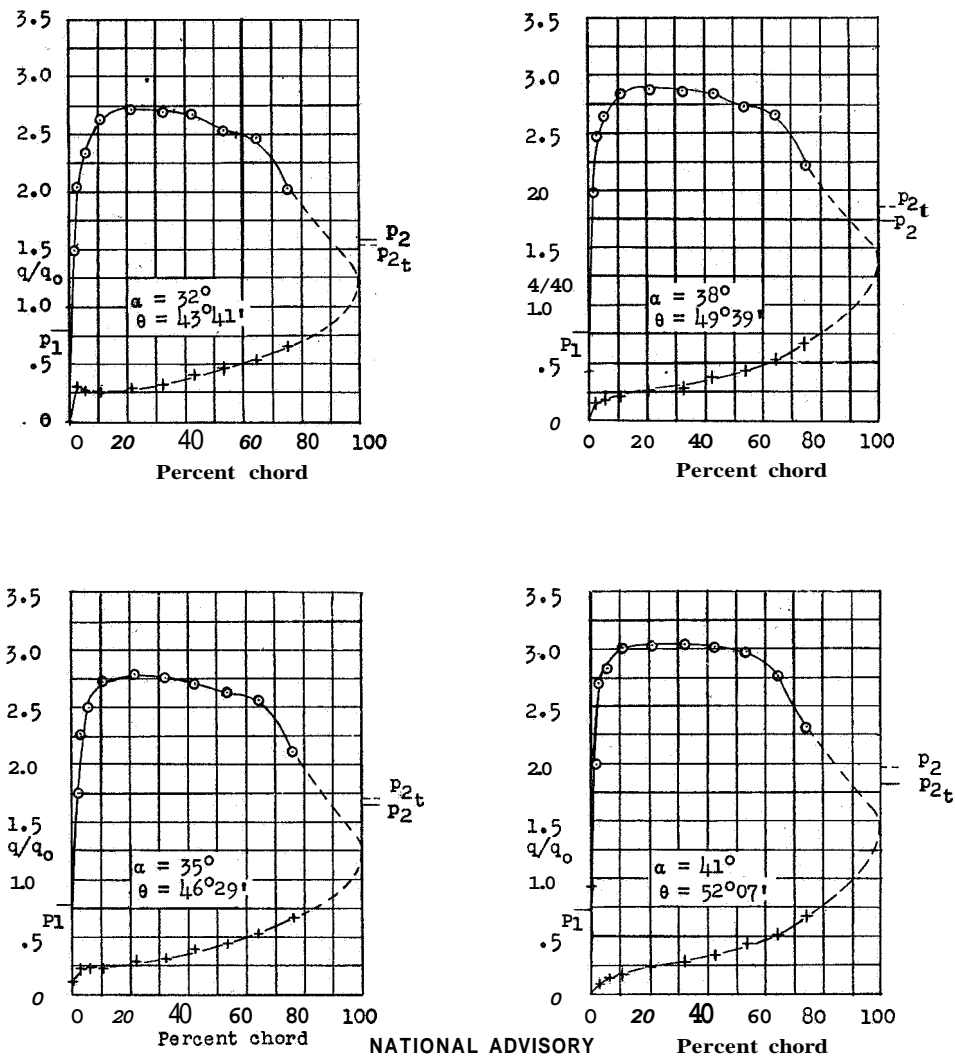 3.5
3.0
2.5
2.0
1.5
q/q₀
1.0
P₁
.5
. θ
p₂
p₂t
α = 32°
θ = 43°41'
0 20 40 60 80 100
Percent chord
3.5
3.0
2.5
20
1.5
4/40
1.0
P₁
.5
0
p₂t
p₂
α = 38°
θ = 49°39'
0 20 40 60 80 100
Percent chord
3.5
3.0
2.5
2.0
1.5
q/q₀
1.0
P₁
.5
0
p₂t
p₂
α = 35°
θ = 46°29'
0 20 40 60 80 100
Percent chord
3.5
3.0
2.5
2.0
1.5
q/q₀
1.0
P₁
.5
0
p₂
p₂t
α = 41°
θ = 52°07'
0 20 40 60 80 100
Percent chord
NATIONAL ADVISORY